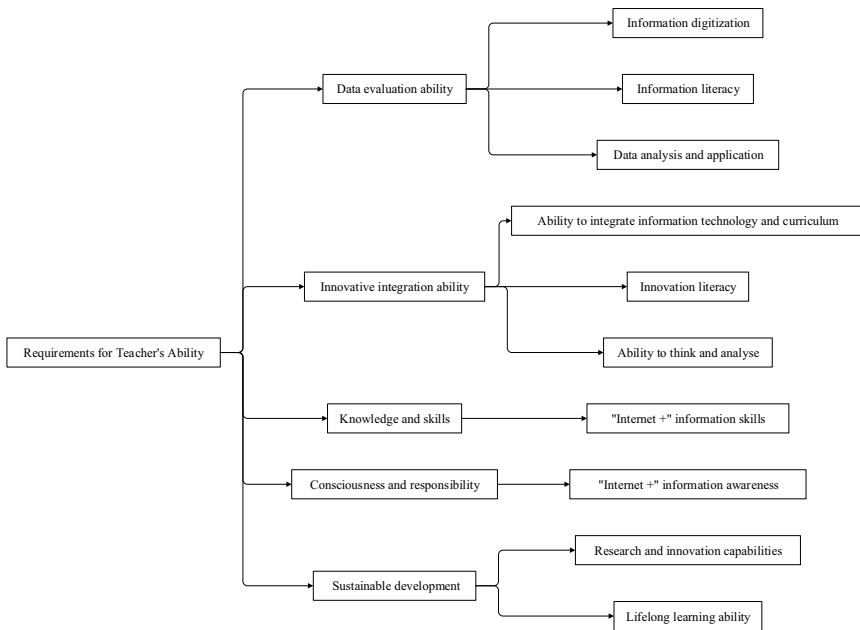 Information digitization
Data evaluation ability
Information literacy
Data analysis and application
Ability to integrate information technology and curriculum
Innovative integration ability
Innovation literacy
Requirements for Teacher's Ability
Ability to think and analyse
Knowledge and skills
"Internet +" information skills
Consciousness and responsibility
"Internet +" information awareness
Research and innovation capabilities
Sustainable development
Lifelong learning ability